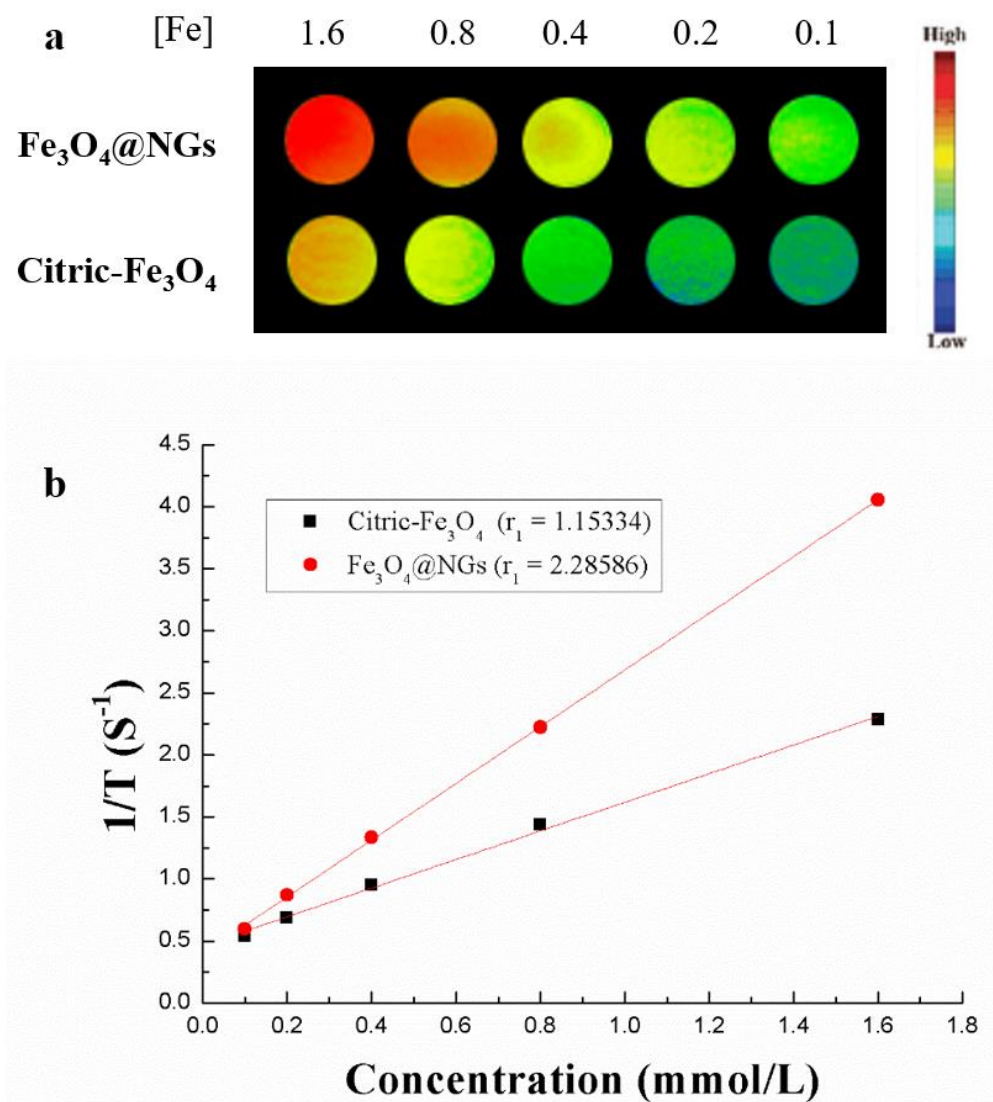 a [Fe] 1.6 0.8 0.4 0.2 0.1 High
Fe₃O₄@NGs
Citric-Fe₃O₄
Low
b
4.5
4.0
3.5
3.0
2.5
2.0
1.5
1.0
0.5
0.0
1/T (S⁻¹)
Citric-Fe₃O₄ (r₁ = 1.15334)
Fe₃O₄@NGs (r₁ = 2.28586)
0.0 0.2 0.4 0.6 0.8 1.0 1.2 1.4 1.6 1.8
Concentration (mmol/L)